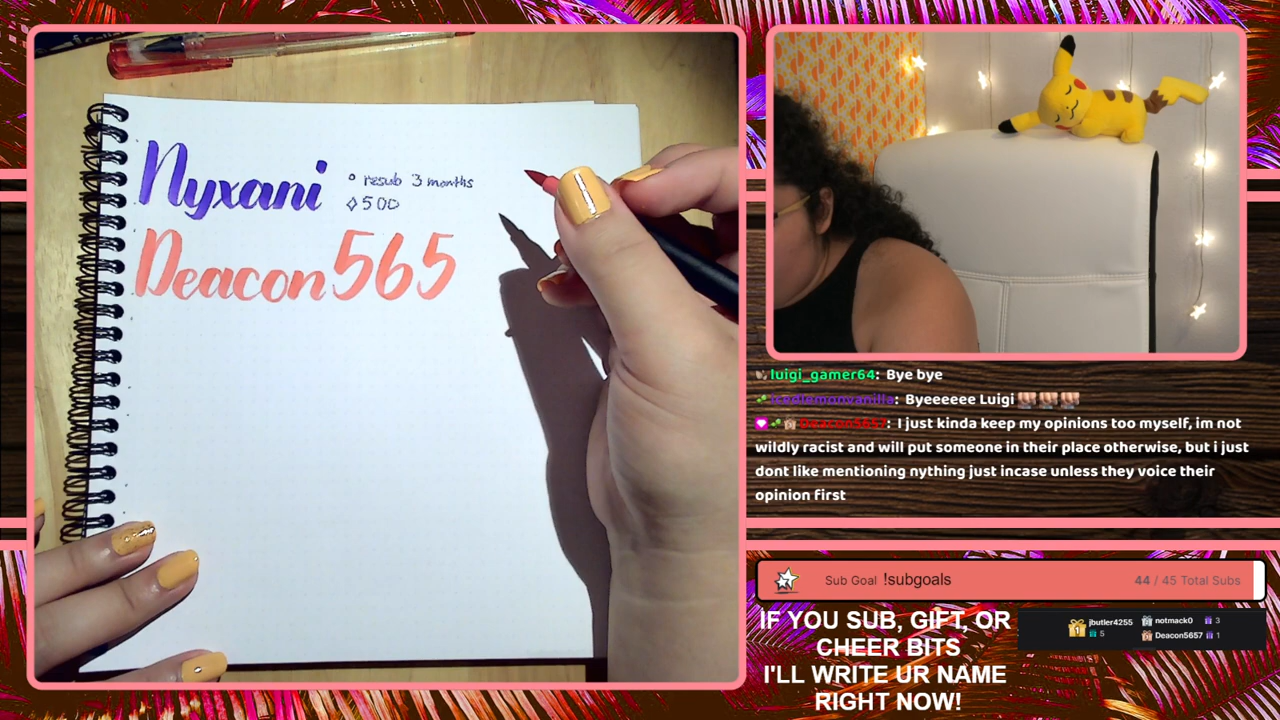 Nyxani
° resub 3 months
◊500
Deacon565
luigi_gamer64: Bye bye
icedlemonvanilla: Byeeeeee Luigi
Deacon5657: I just kinda keep my opinions too myself, im not
wildly racist and will put someone in their place otherwise, but i just
dont like mentioning nything just incase unless they voice their
opinion first
Sub Goal !subgoals 44 / 45 Total Subs
IF YOU SUB, GIFT, OR
CHEER BITS
I'LL WRITE UR NAME
RIGHT NOW!
1 jbutler4255 5
notmack0 3
Deacon5657 1